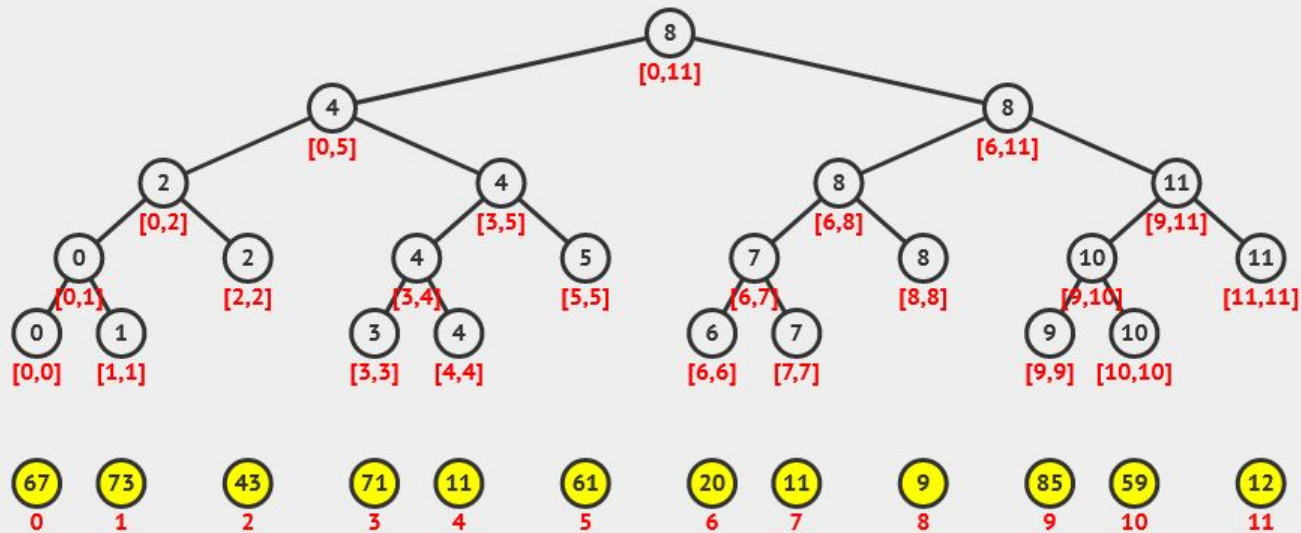 8
[0,11]
4 8
[0,5] [6,11]
2 4 8 11
[0,2] [3,5] [6,8] [9,11]
0 2 4 5 7 8 10 11
[0,1] [2,2] [3,4] [5,5] [6,7] [8,8] [9,10] [11,11]
0 1 3 4 6 7 9 10
[0,0] [1,1] [3,3] [4,4] [6,6] [7,7] [9,9] [10,10]
67 73 43 71 11 61 20 11 9 85 59 12
0 1 2 3 4 5 6 7 8 9 10 11